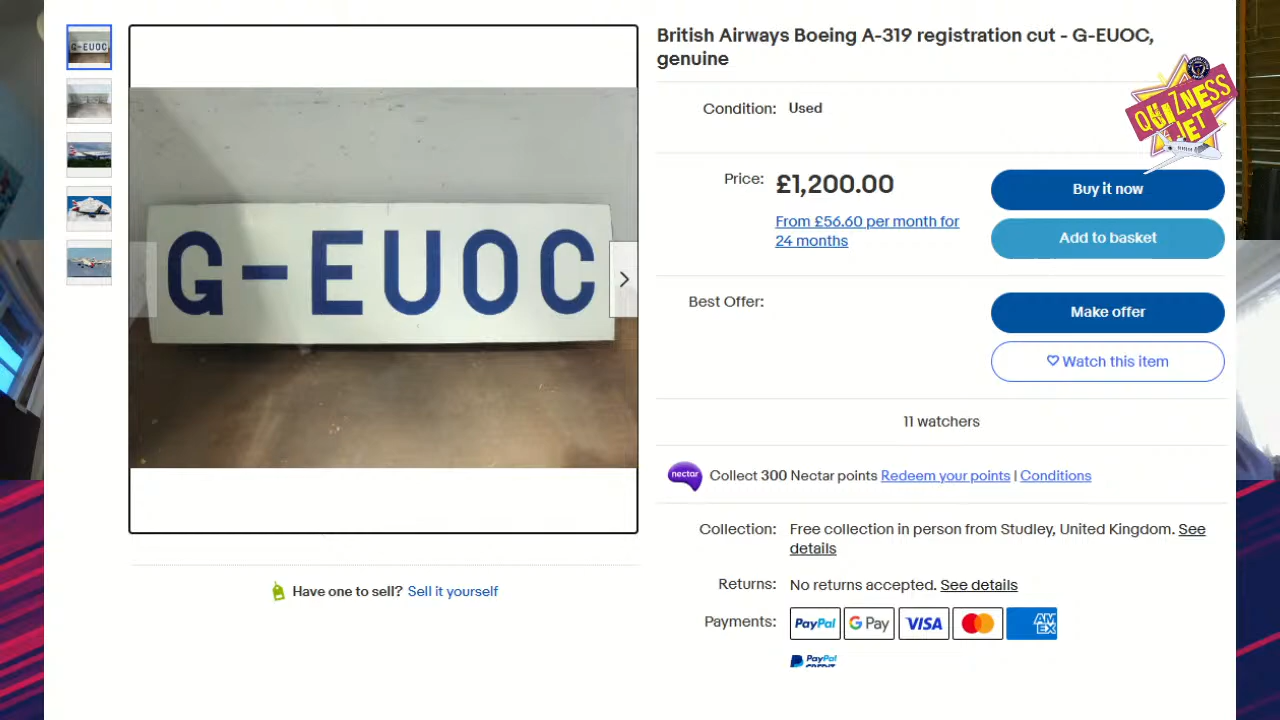 British Airways Boeing A-319 registration cut - G-EUOC,
genuine
QUIZNESS
JET
Condition: Used
Price: £1,200.00
Buy it now
From £56.60 per month for
24 months
Add to basket
G-EUOC
Best Offer:
Make offer
Watch this item
11 watchers
nectar
Collect 300 Nectar points Redeem your points | Conditions
Collection: Free collection in person from Studley, United Kingdom. See
details
Returns: No returns accepted. See details
Have one to sell? Sell it yourself
Payments: PayPal G Pay VISA AM
EX
PayPal
CREDIT